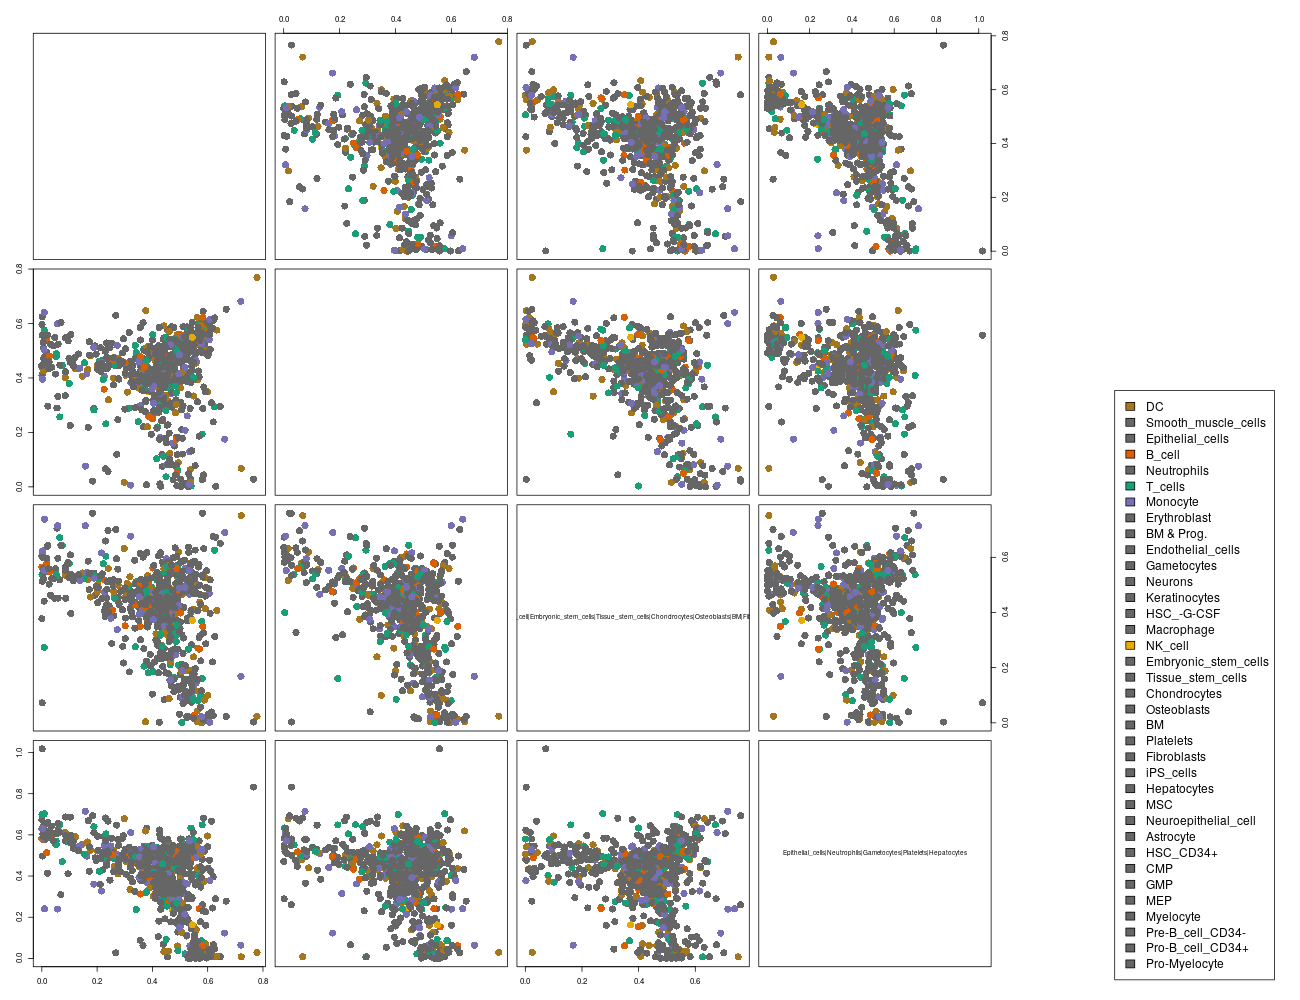 0.0 0.2 0.4 0.6 0.8
0.0 0.2 0.4 0.6 0.8 1.0
0.0 0.2 0.4 0.6 0.8
0.0 0.2 0.4 0.6 0.8
_cell|Embryonic_stem_cells|Tissue_stem_cells|Chondrocytes|Osteoblasts|BM|Fi
0.0 0.2 0.4 0.6
Epithelial_cells|Neutrophils|Gametocytes|Platelets|Hepatocytes
0.0 0.2 0.4 0.6 0.8 1.0
0.0 0.2 0.4 0.6 0.8
0.0 0.2 0.4 0.6
DC
Smooth_muscle_cells
Epithelial_cells
B_cell
Neutrophils
T_cells
Monocyte
Erythroblast
BM & Prog.
Endothelial_cells
Gametocytes
Neurons
Keratinocytes
HSC_-G-CSF
Macrophage
NK_cell
Embryonic_stem_cells
Tissue_stem_cells
Chondrocytes
Osteoblasts
BM
Platelets
Fibroblasts
iPS_cells
Hepatocytes
MSC
Neuroepithelial_cell
Astrocyte
HSC_CD34+
CMP
GMP
MEP
Myelocyte
Pre-B_cell_CD34-
Pro-B_cell_CD34+
Pro-Myelocyte